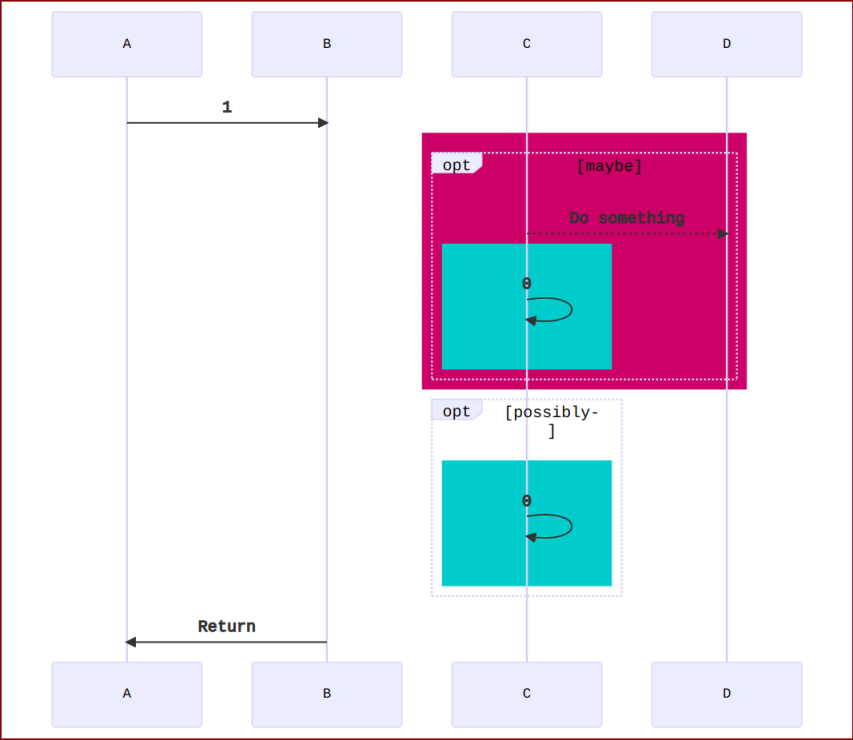 A
B
C
D
1
opt
[maybe]
Do something
0
opt
[possibly-
]
0
Return
A
B
C
D